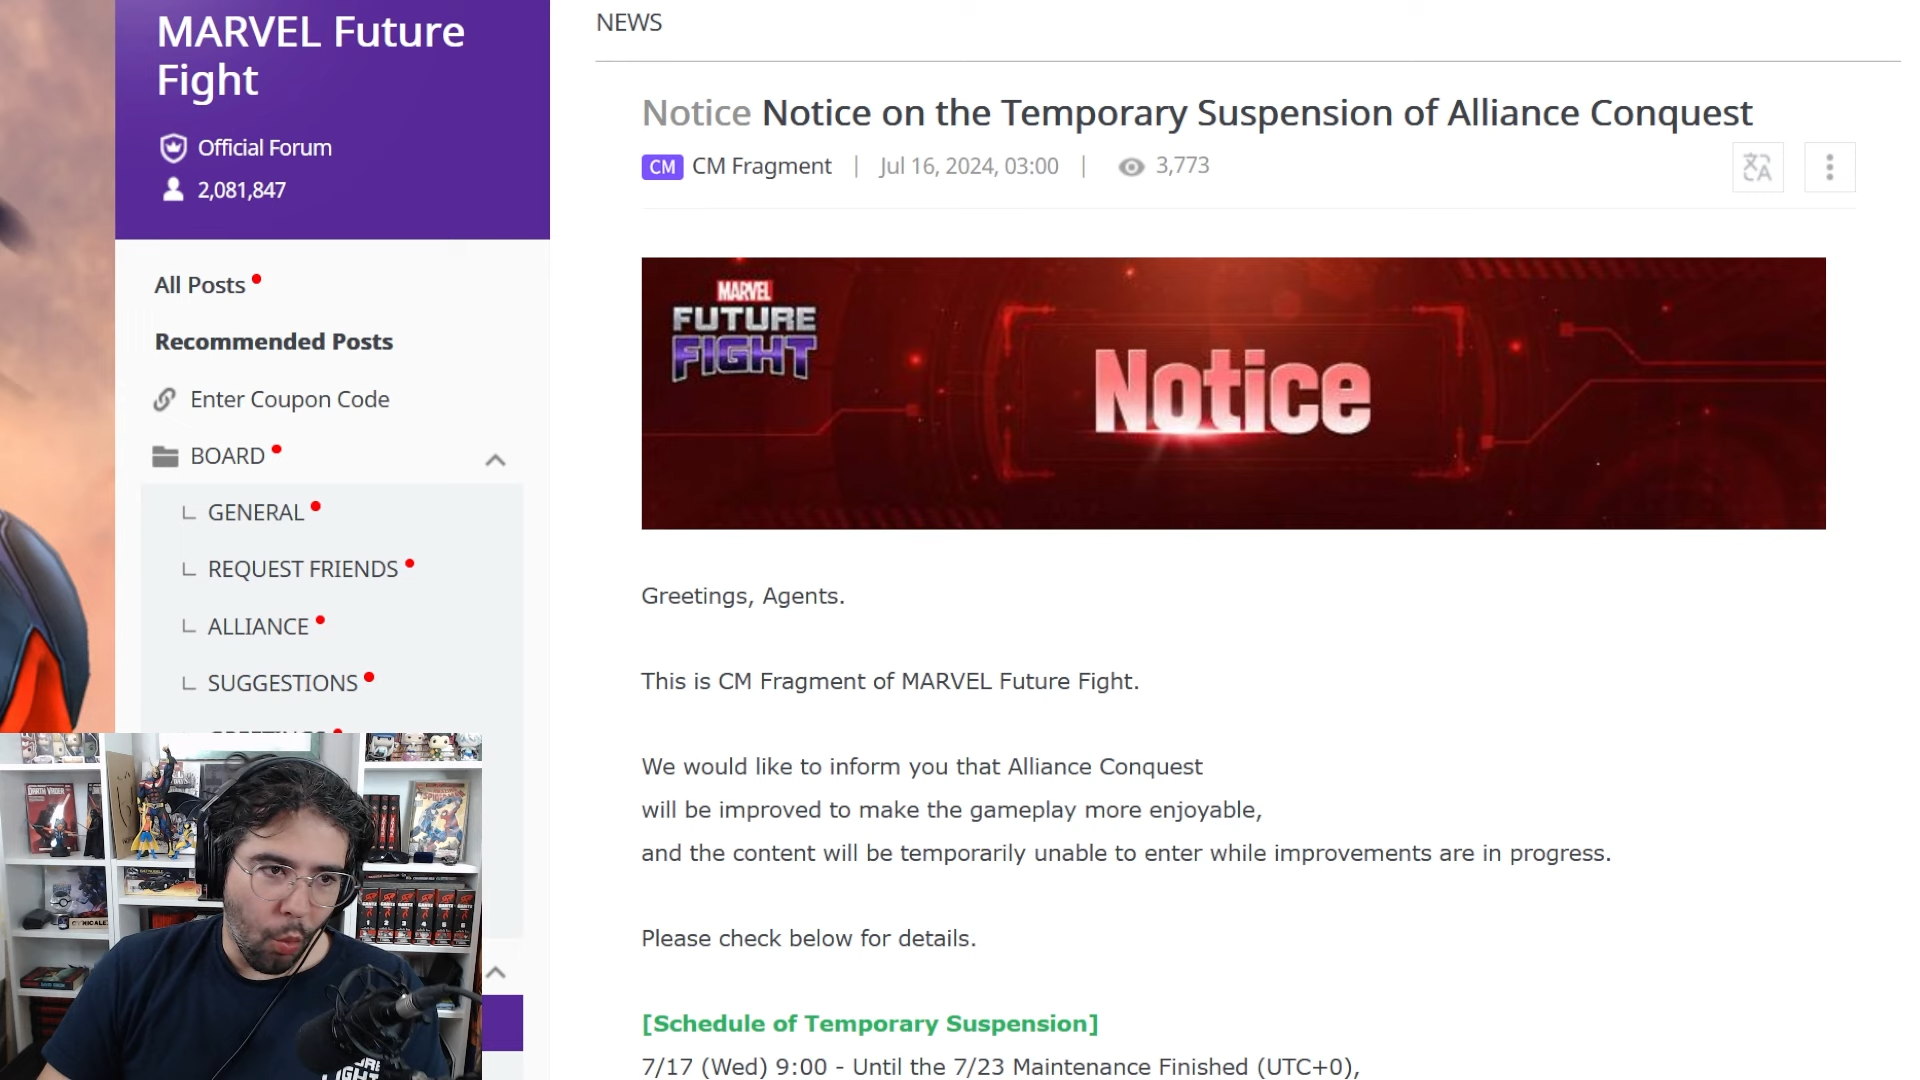 MARVEL Future
Fight
Official Forum
2,081,847
All Posts
Recommended Posts
Enter Coupon Code
BOARD
GENERAL
REQUEST FRIENDS
ALLIANCE
SUGGESTIONS
NEWS
Notice Notice on the Temporary Suspension of Alliance Conquest
CM CM Fragment | Jul 16, 2024, 03:00 | 3,773
MARVEL
FUTURE
FIGHT
Notice
Greetings, Agents.
This is CM Fragment of MARVEL Future Fight.
We would like to inform you that Alliance Conquest
will be improved to make the gameplay more enjoyable,
and the content will be temporarily unable to enter while improvements are in progress.
Please check below for details.
[Schedule of Temporary Suspension]
7/17 (Wed) 9:00 - Until the 7/23 Maintenance Finished (UTC+0),
DARTH VADER